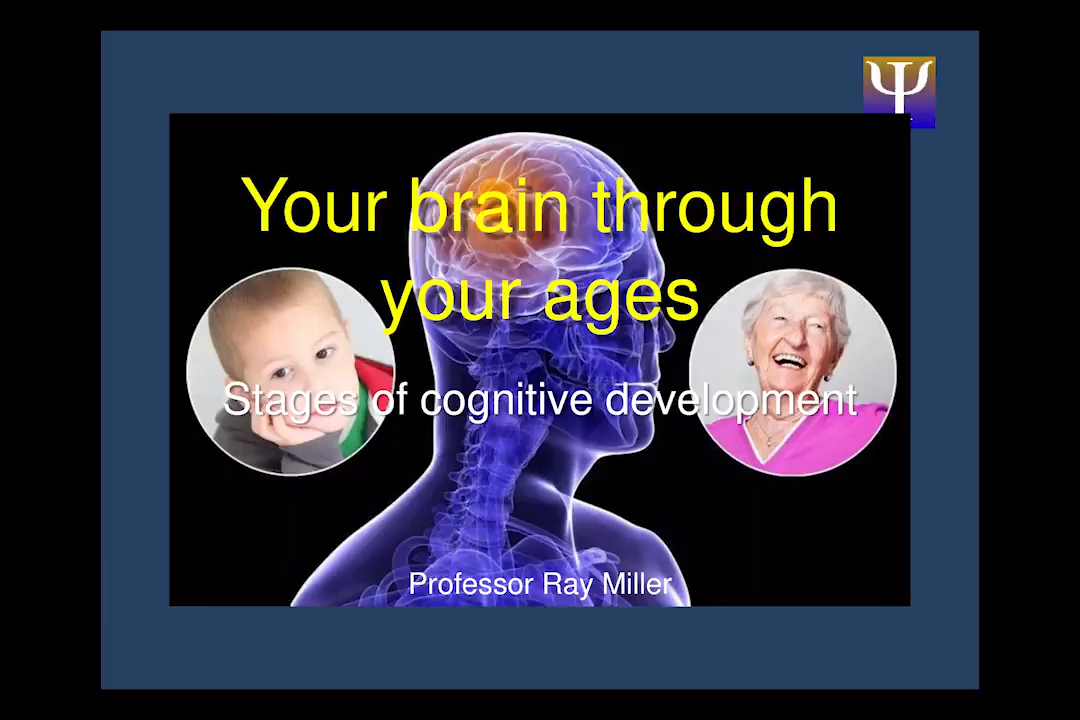 Ψ
Your brain through
your ages
Stages of cognitive development
Professor Ray Miller